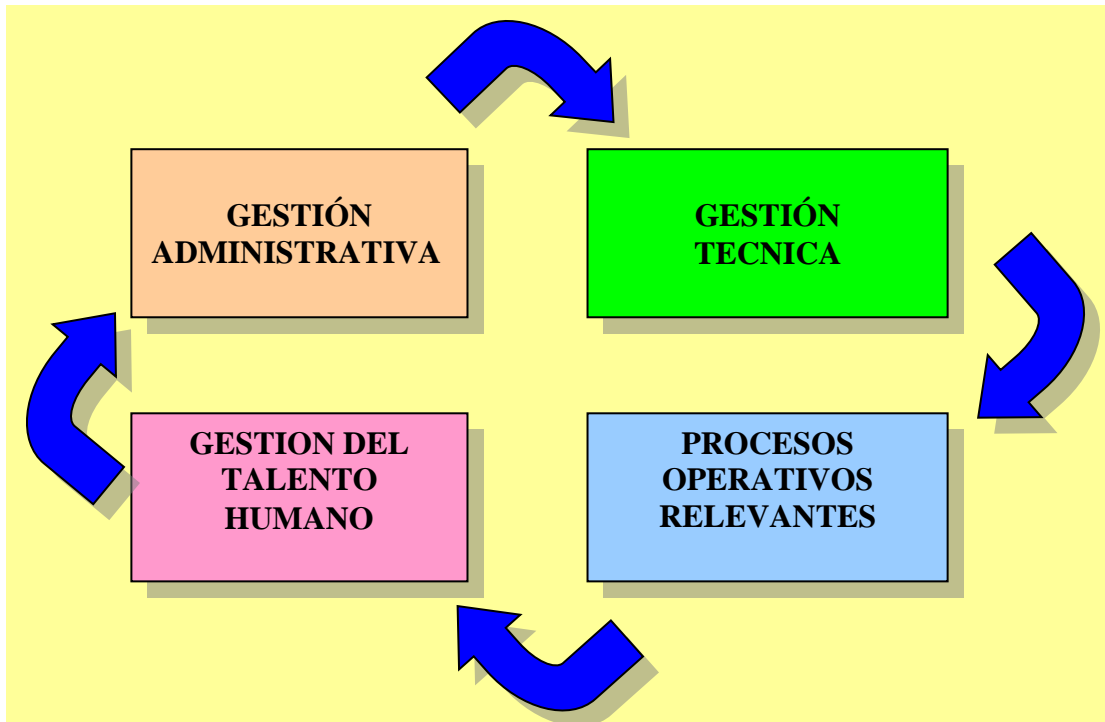 GESTIÓN
ADMINISTRATIVA
GESTIÓN
TECNICA
GESTION DEL
TALENTO
HUMANO
PROCESOS
OPERATIVOS
RELEVANTES